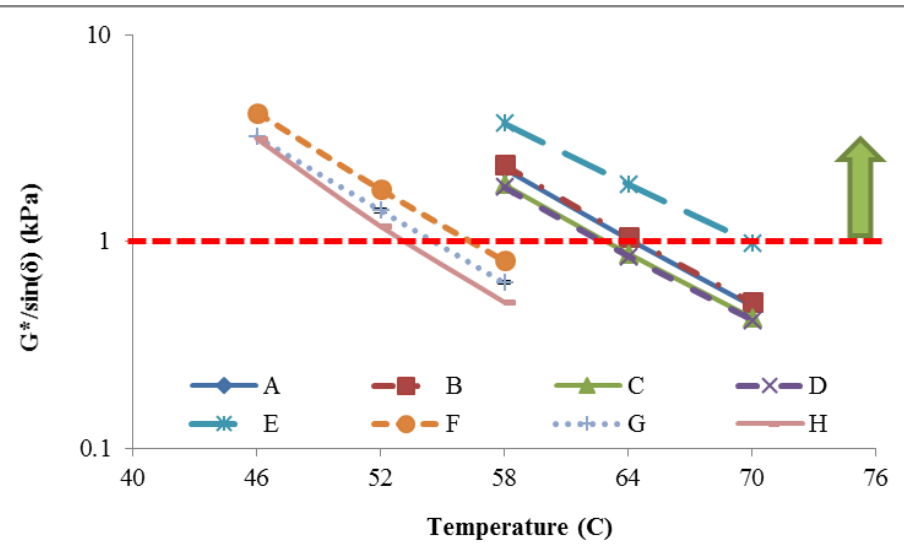 10
1
0.1
G*/sin(δ) (kPa)
A B C D
E F G H
40 46 52 58 64 70 76
Temperature (C)